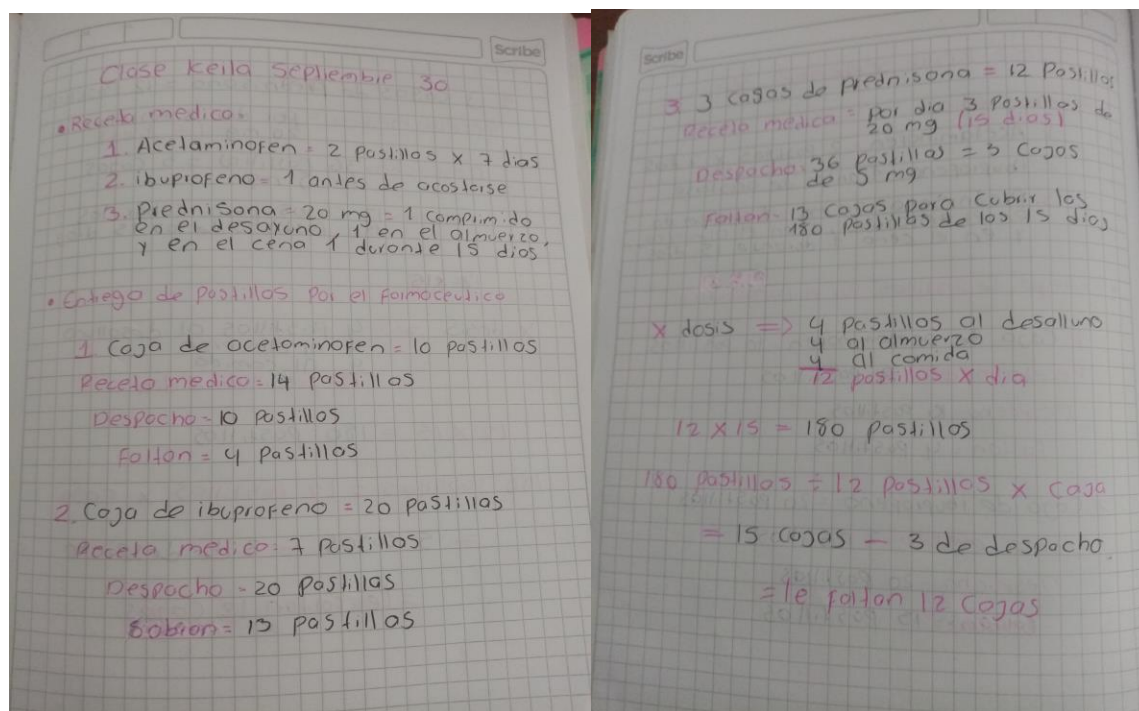 Scribe
Clase Keila Septiembre 30
• Receta medica:
1. Acetaminofen = 2 pastillas x 7 dias
2. ibuprofeno = 1 antes de acostarse
3. Prednisona = 20 mg = 1 comprimido
en el desayuno, 1 en el almuerzo,
y en el cena 1 durante 15 dias
• Entrega de pastillas por el farmaceutico
1 Caja de acetaminofen = 10 pastillas
Receta medico = 14 pastillas
Despacho = 10 pastillas
Faltan = 4 pastillas
2. Caja de ibuprofeno = 20 pastillas
Receta medico: 7 pastillas
Despacho - 20 pastillas
Sobran = 13 pastillas
Scribe
3. 3 cagas de prednisona = 12 Pastillas
Receta medica = por dia 3 pastillas de
20 mg (15 dias)
Despacho 36 pastillas = 3 cajas
de 5 mg
Faltan - 13 cajas para cubrir los
180 pastillas de los 15 dias
x dosis => 4 pastillas al desalluno
4 al almuerzo
4 al comida
12 pastillas x dia
12 x 15 = 180 pastillas
180 pastillas ÷ 12 pastillas x caja
= 15 cajas - 3 de despacho
= le faltan 12 cajas